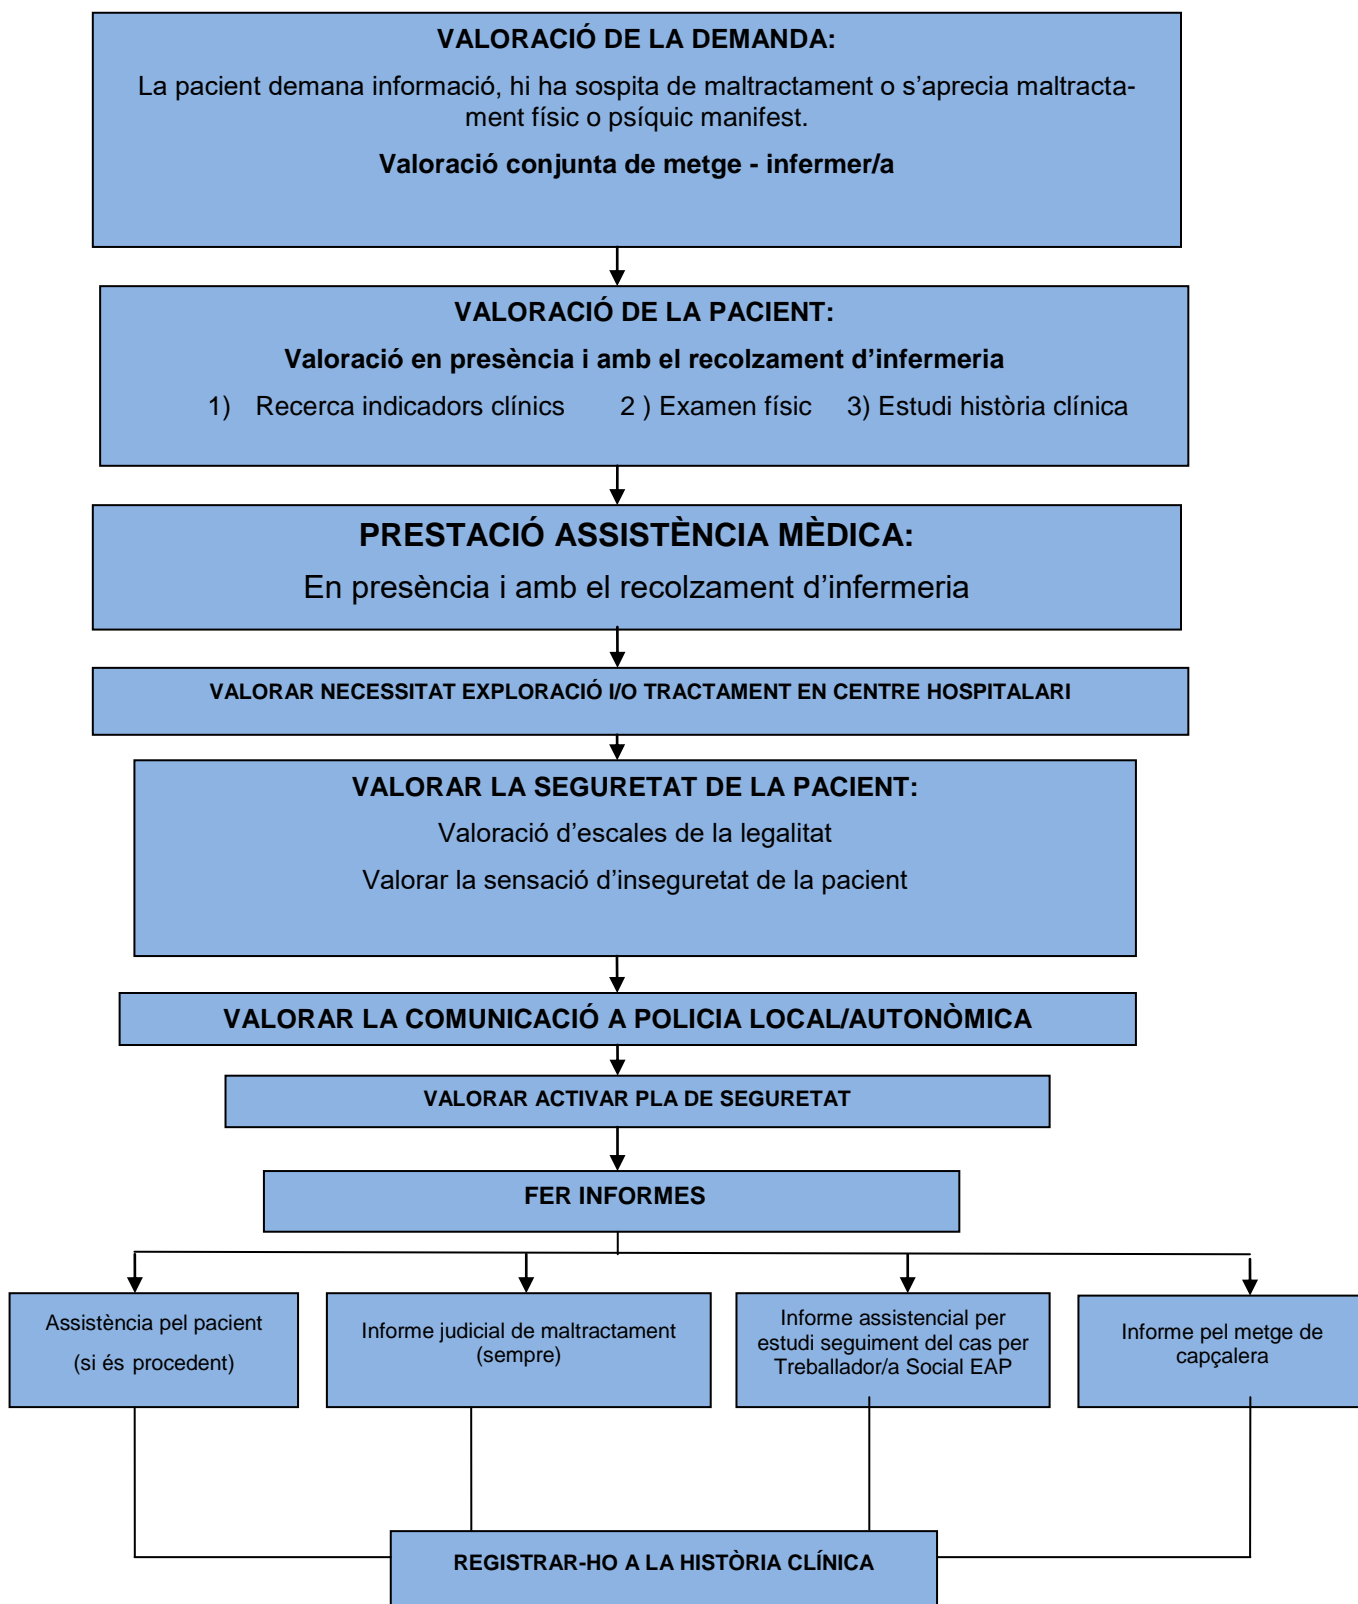 VALORACIÓ DE LA DEMANDA:
La pacient demana informació, hi ha sospita de maltractament o s’aprecia maltracta-
ment físic o psíquic manifest.
Valoració conjunta de metge - infermer/a
VALORACIÓ DE LA PACIENT:
Valoració en presència i amb el recolzament d’infermeria
1) Recerca indicadors clínics 2 ) Examen físic 3) Estudi història clínica
PRESTACIÓ ASSISTÈNCIA MÈDICA:
En presència i amb el recolzament d’infermeria
VALORAR NECESSITAT EXPLORACIÓ I/O TRACTAMENT EN CENTRE HOSPITALARI
VALORAR LA SEGURETAT DE LA PACIENT:
Valoració d’escales de la legalitat
Valorar la sensació d’inseguretat de la pacient
VALORAR LA COMUNICACIÓ A POLICIA LOCAL/AUTONÒMICA
VALORAR ACTIVAR PLA DE SEGURETAT
FER INFORMES
Assistència pel pacient
(si és procedent)
Informe judicial de maltractament
(sempre)
Informe assistencial per
estudi seguiment del cas per
Treballador/a Social EAP
Informe pel metge de
capçalera
REGISTRAR-HO A LA HISTÒRIA CLÍNICA